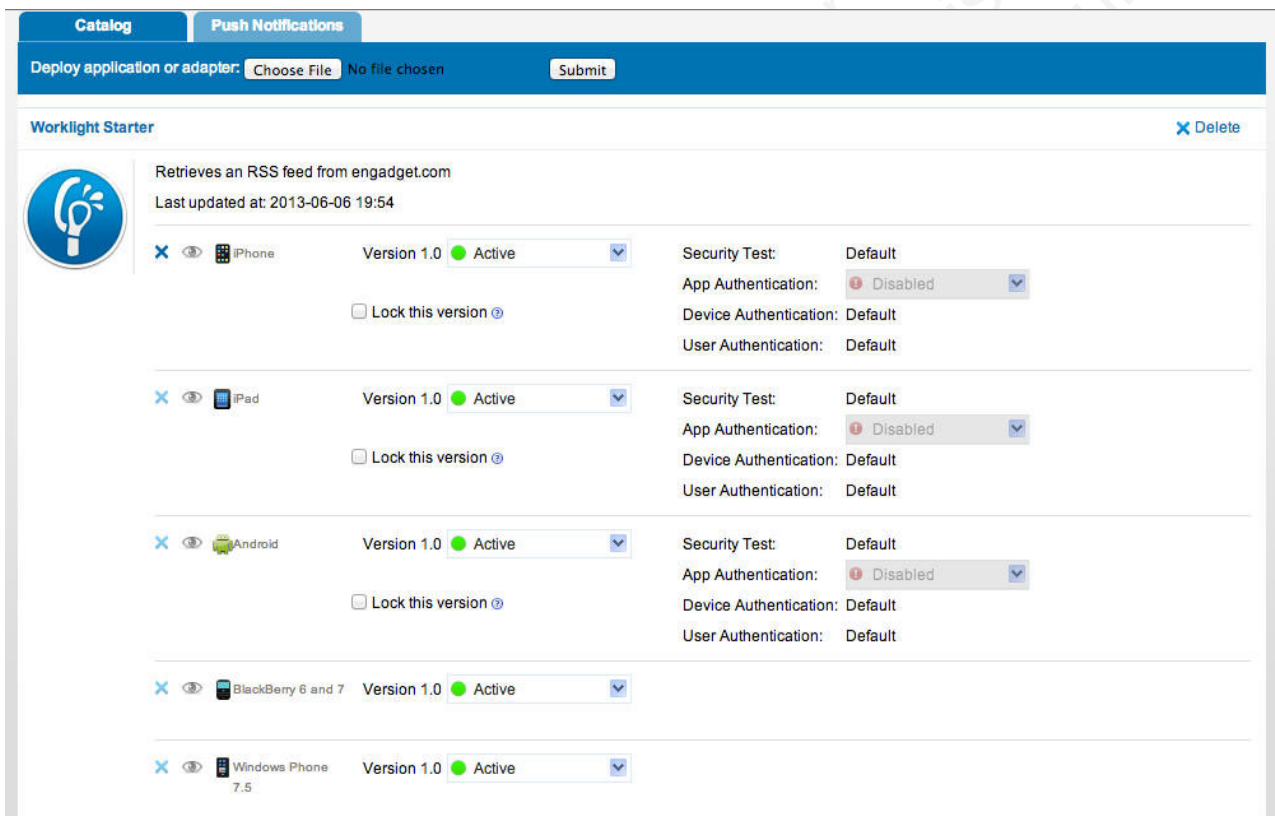 Catalog
Push Notifications
Deploy application or adapter: Choose File No file chosen Submit
Worklight Starter
Delete
Retrieves an RSS feed from engadget.com
Last updated at: 2013-06-06 19:54
iPhone Version 1.0 Active Security Test: Default
App Authentication: Disabled
Lock this version Device Authentication: Default
User Authentication: Default
iPad Version 1.0 Active Security Test: Default
App Authentication: Disabled
Lock this version Device Authentication: Default
User Authentication: Default
Android Version 1.0 Active Security Test: Default
App Authentication: Disabled
Lock this version Device Authentication: Default
User Authentication: Default
BlackBerry 6 and 7 Version 1.0 Active
Windows Phone Version 1.0 Active
7.5